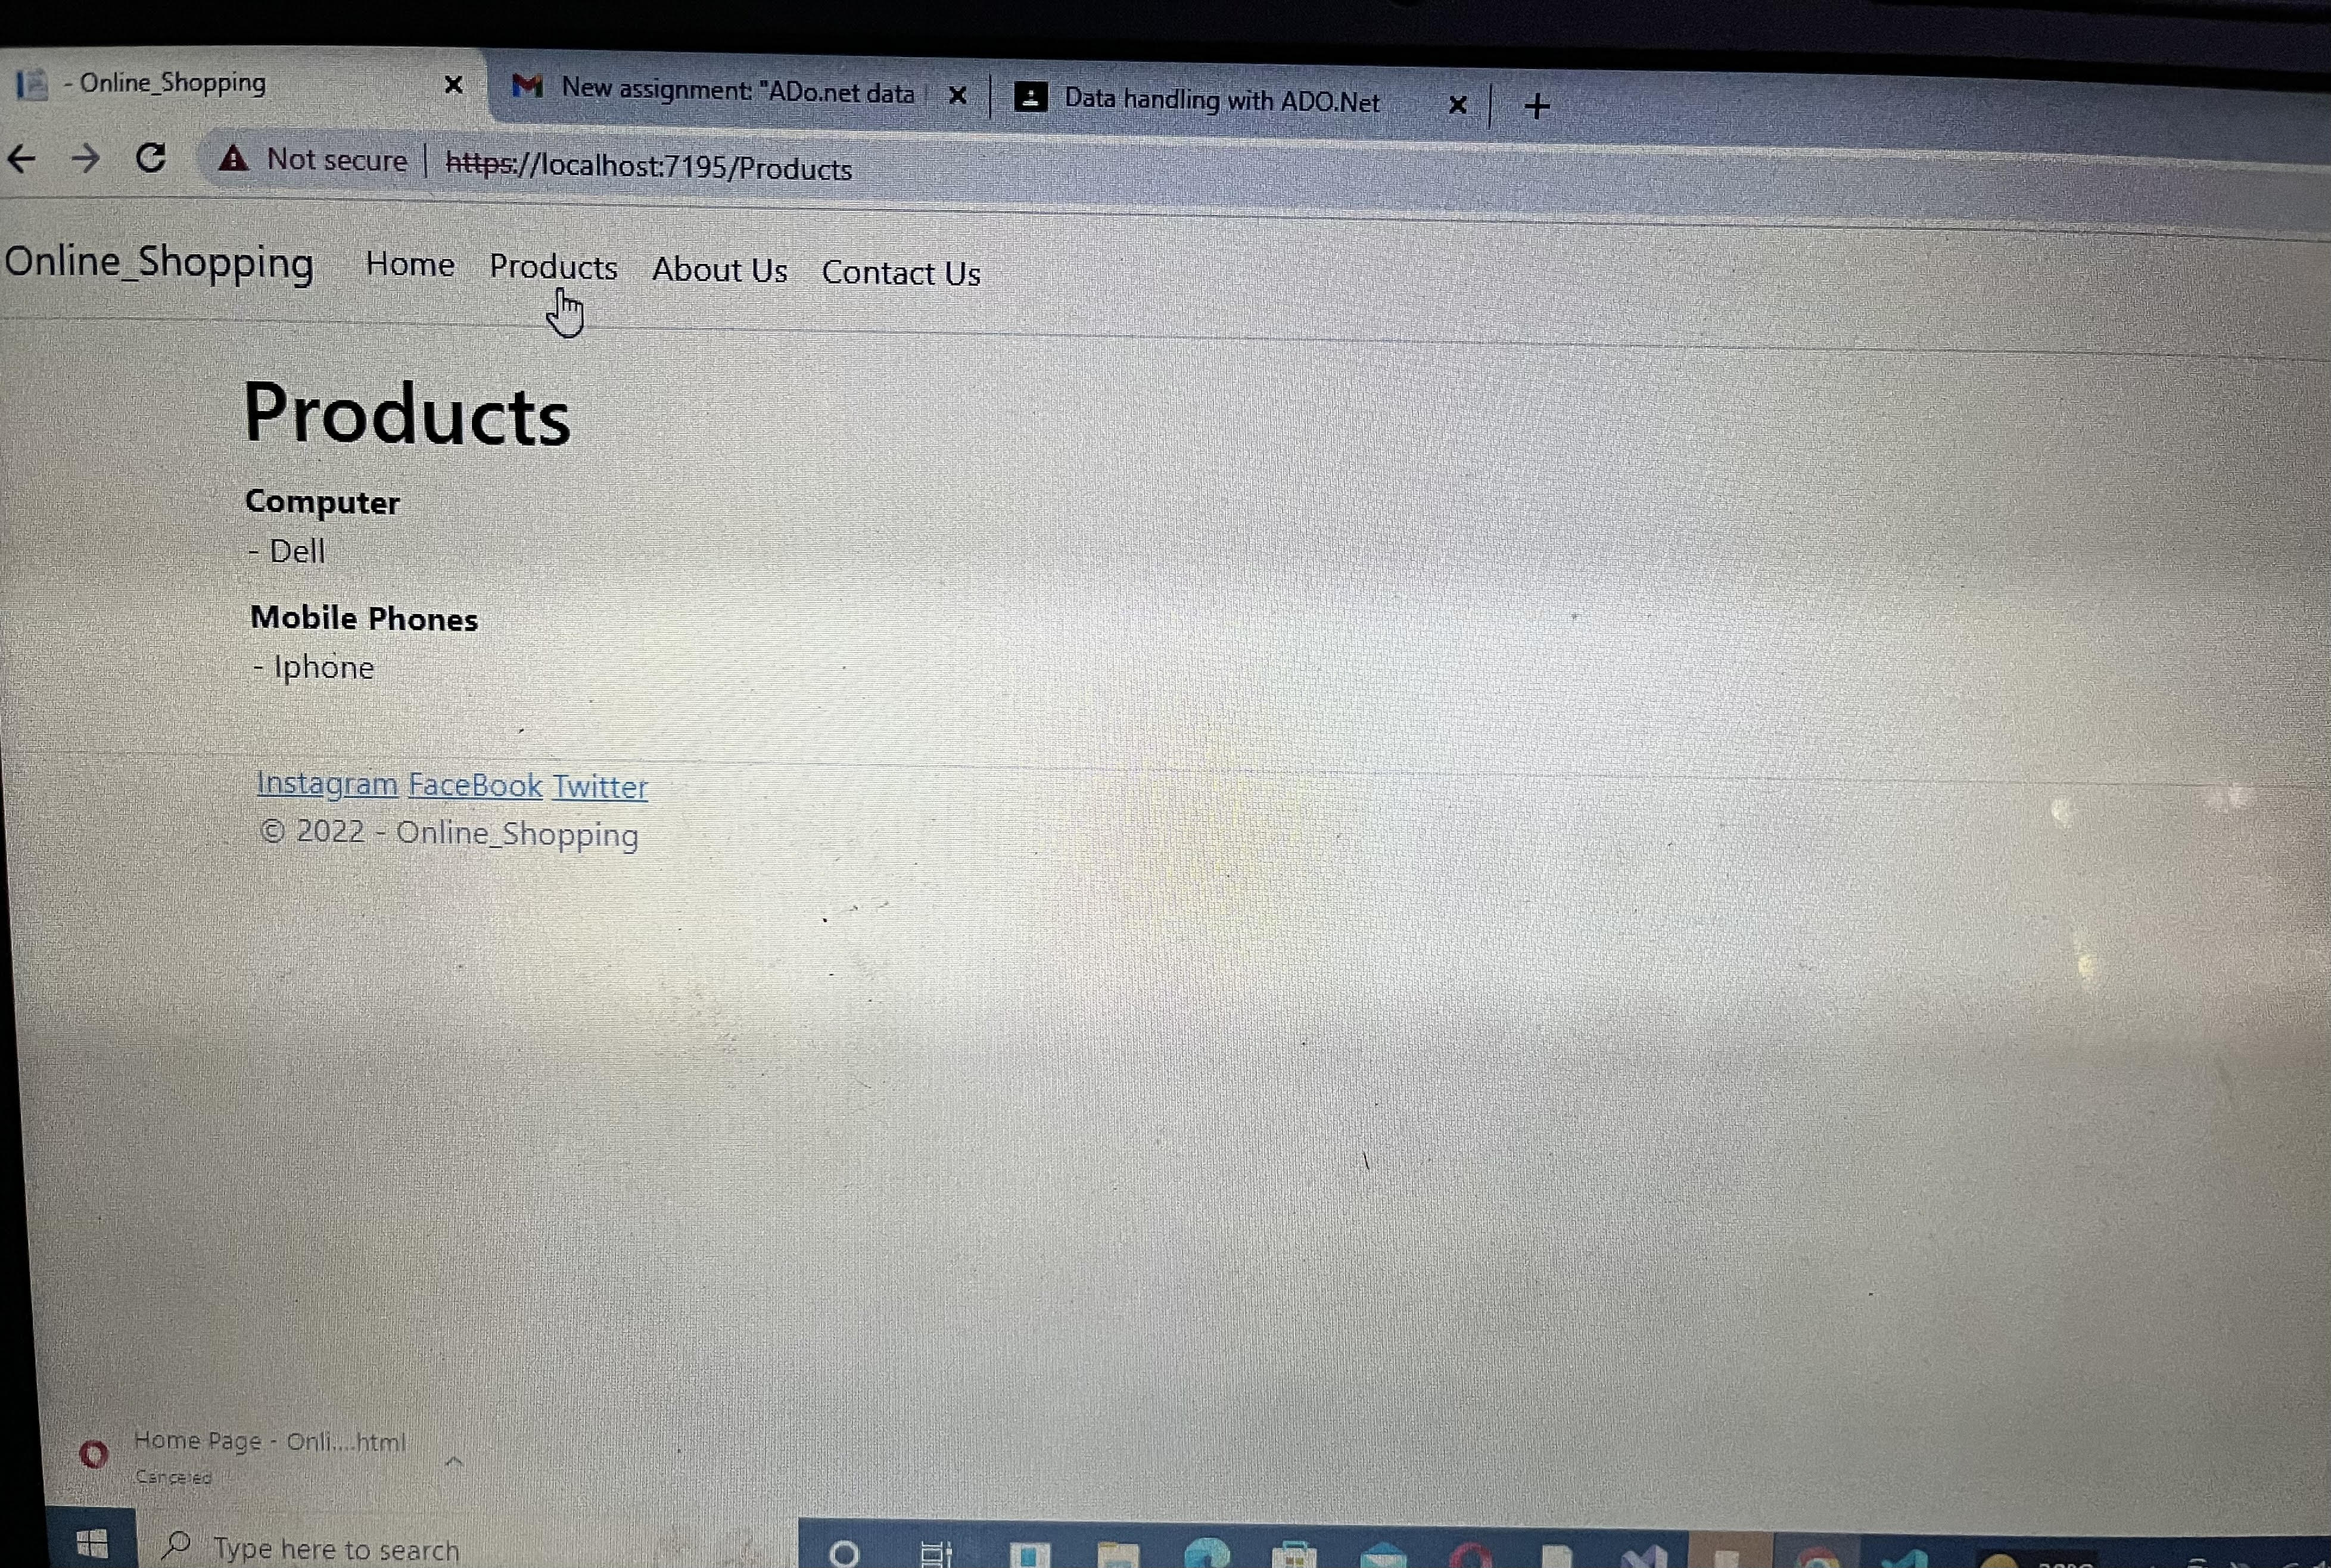 - Online_Shopping
New assignment: "ADo.net data
Data handling with ADO.Net
Not secure
https://localhost:7195/Products
Online_Shopping Home Products About Us Contact Us
Products
Computer
- Dell
Mobile Phones
- Iphone
Instagram FaceBook Twitter
© 2022 - Online_Shopping
Home Page - Onli....html
Canceled
Type here to search